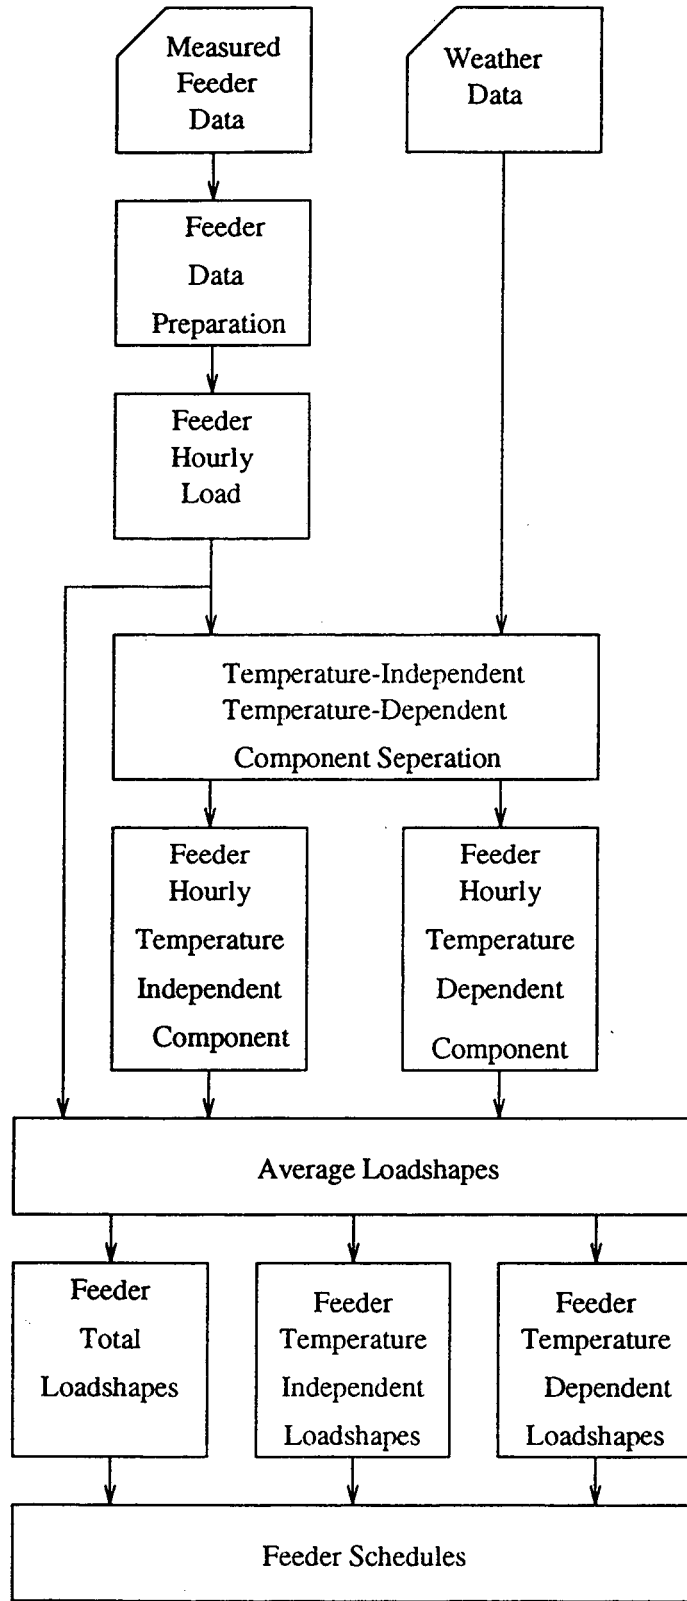 Measured
Feeder
Data
Weather
Data
Feeder
Data
Preparation
Feeder
Hourly
Load
Temperature-Independent
Temperature-Dependent
Component Seperation
Feeder
Hourly
Temperature
Independent
Component
Feeder
Hourly
Temperature
Dependent
Component
Average Loadshapes
Feeder
Total
Loadshapes
Feeder
Temperature
Independent
Loadshapes
Feeder
Temperature
Dependent
Loadshapes
Feeder Schedules